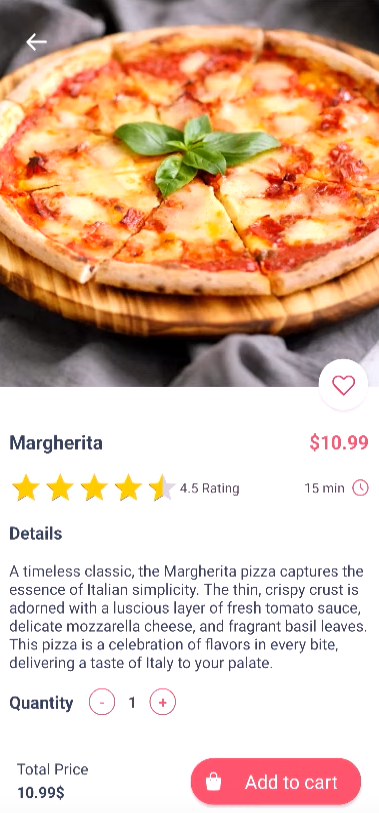 Margherita
$10.99
4.5 Rating
15 min
Details
A timeless classic, the Margherita pizza captures the
essence of Italian simplicity. The thin, crispy crust is
adorned with a luscious layer of fresh tomato sauce,
delicate mozzarella cheese, and fragrant basil leaves.
This pizza is a celebration of flavors in every bite,
delivering a taste of Italy to your palate.
Quantity - 1 +
Total Price
10.99$
Add to cart